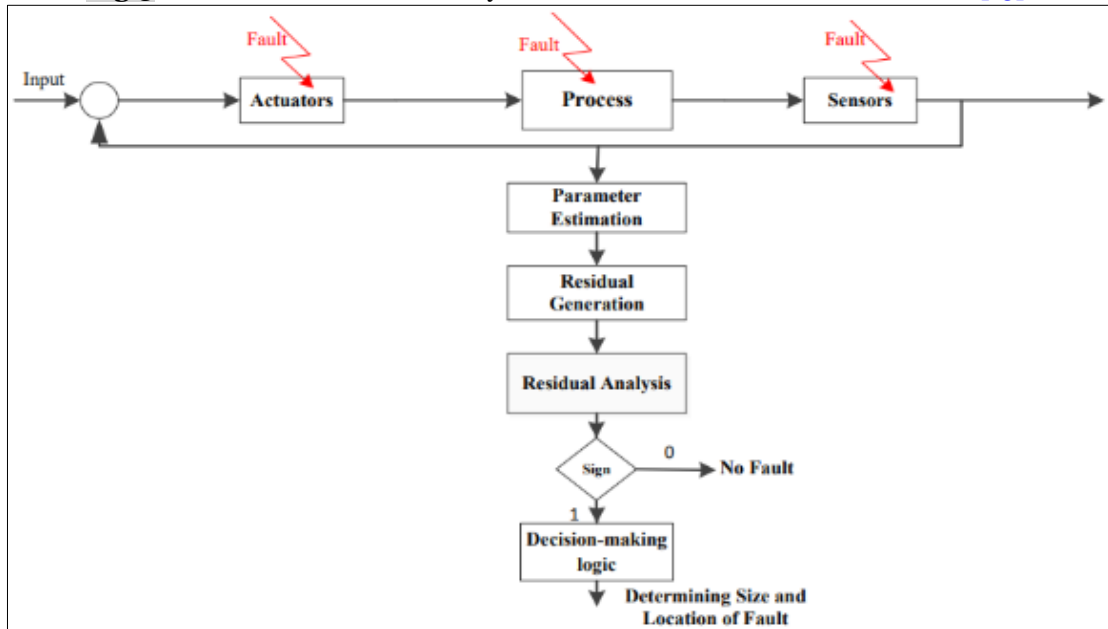 Fault
Fault
Fault
Input
Actuators
Process
Sensors
Parameter
Estimation
Residual
Generation
Residual Analysis
Sign
0
No Fault
1
Decision-making
logic
Determining Size and
Location of Fault